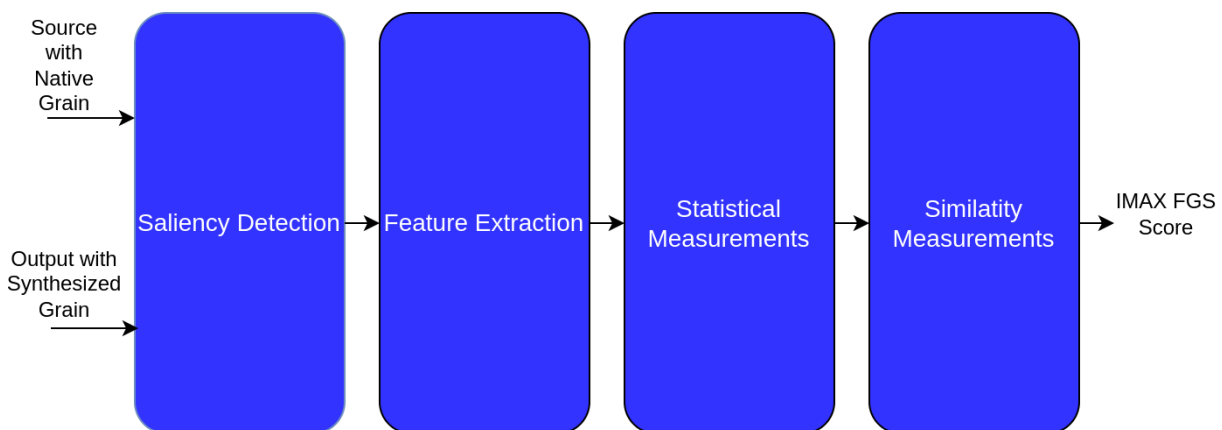 Source
with
Native
Grain
Output with
Synthesized
Grain
Saliency Detection
Feature Extraction
Statistical
Measurements
Similatity
Measurements
IMAX FGS
Score